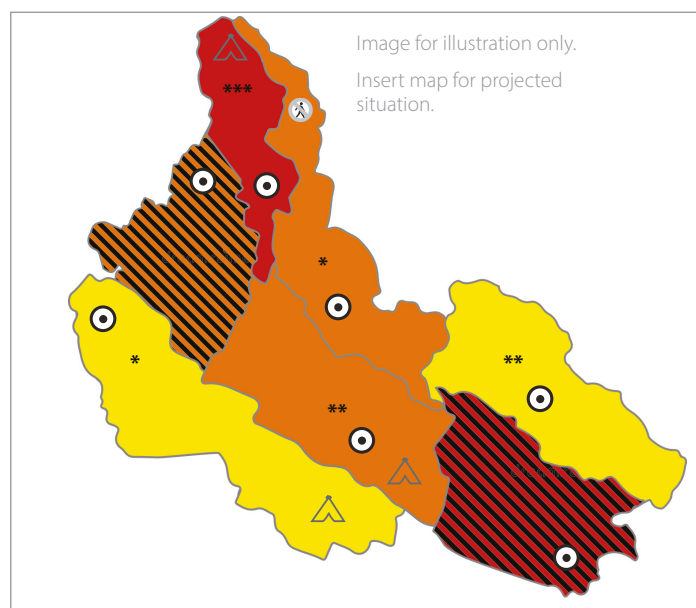 Image for illustration only.
Insert map for projected
situation.
***
*
*
**
**